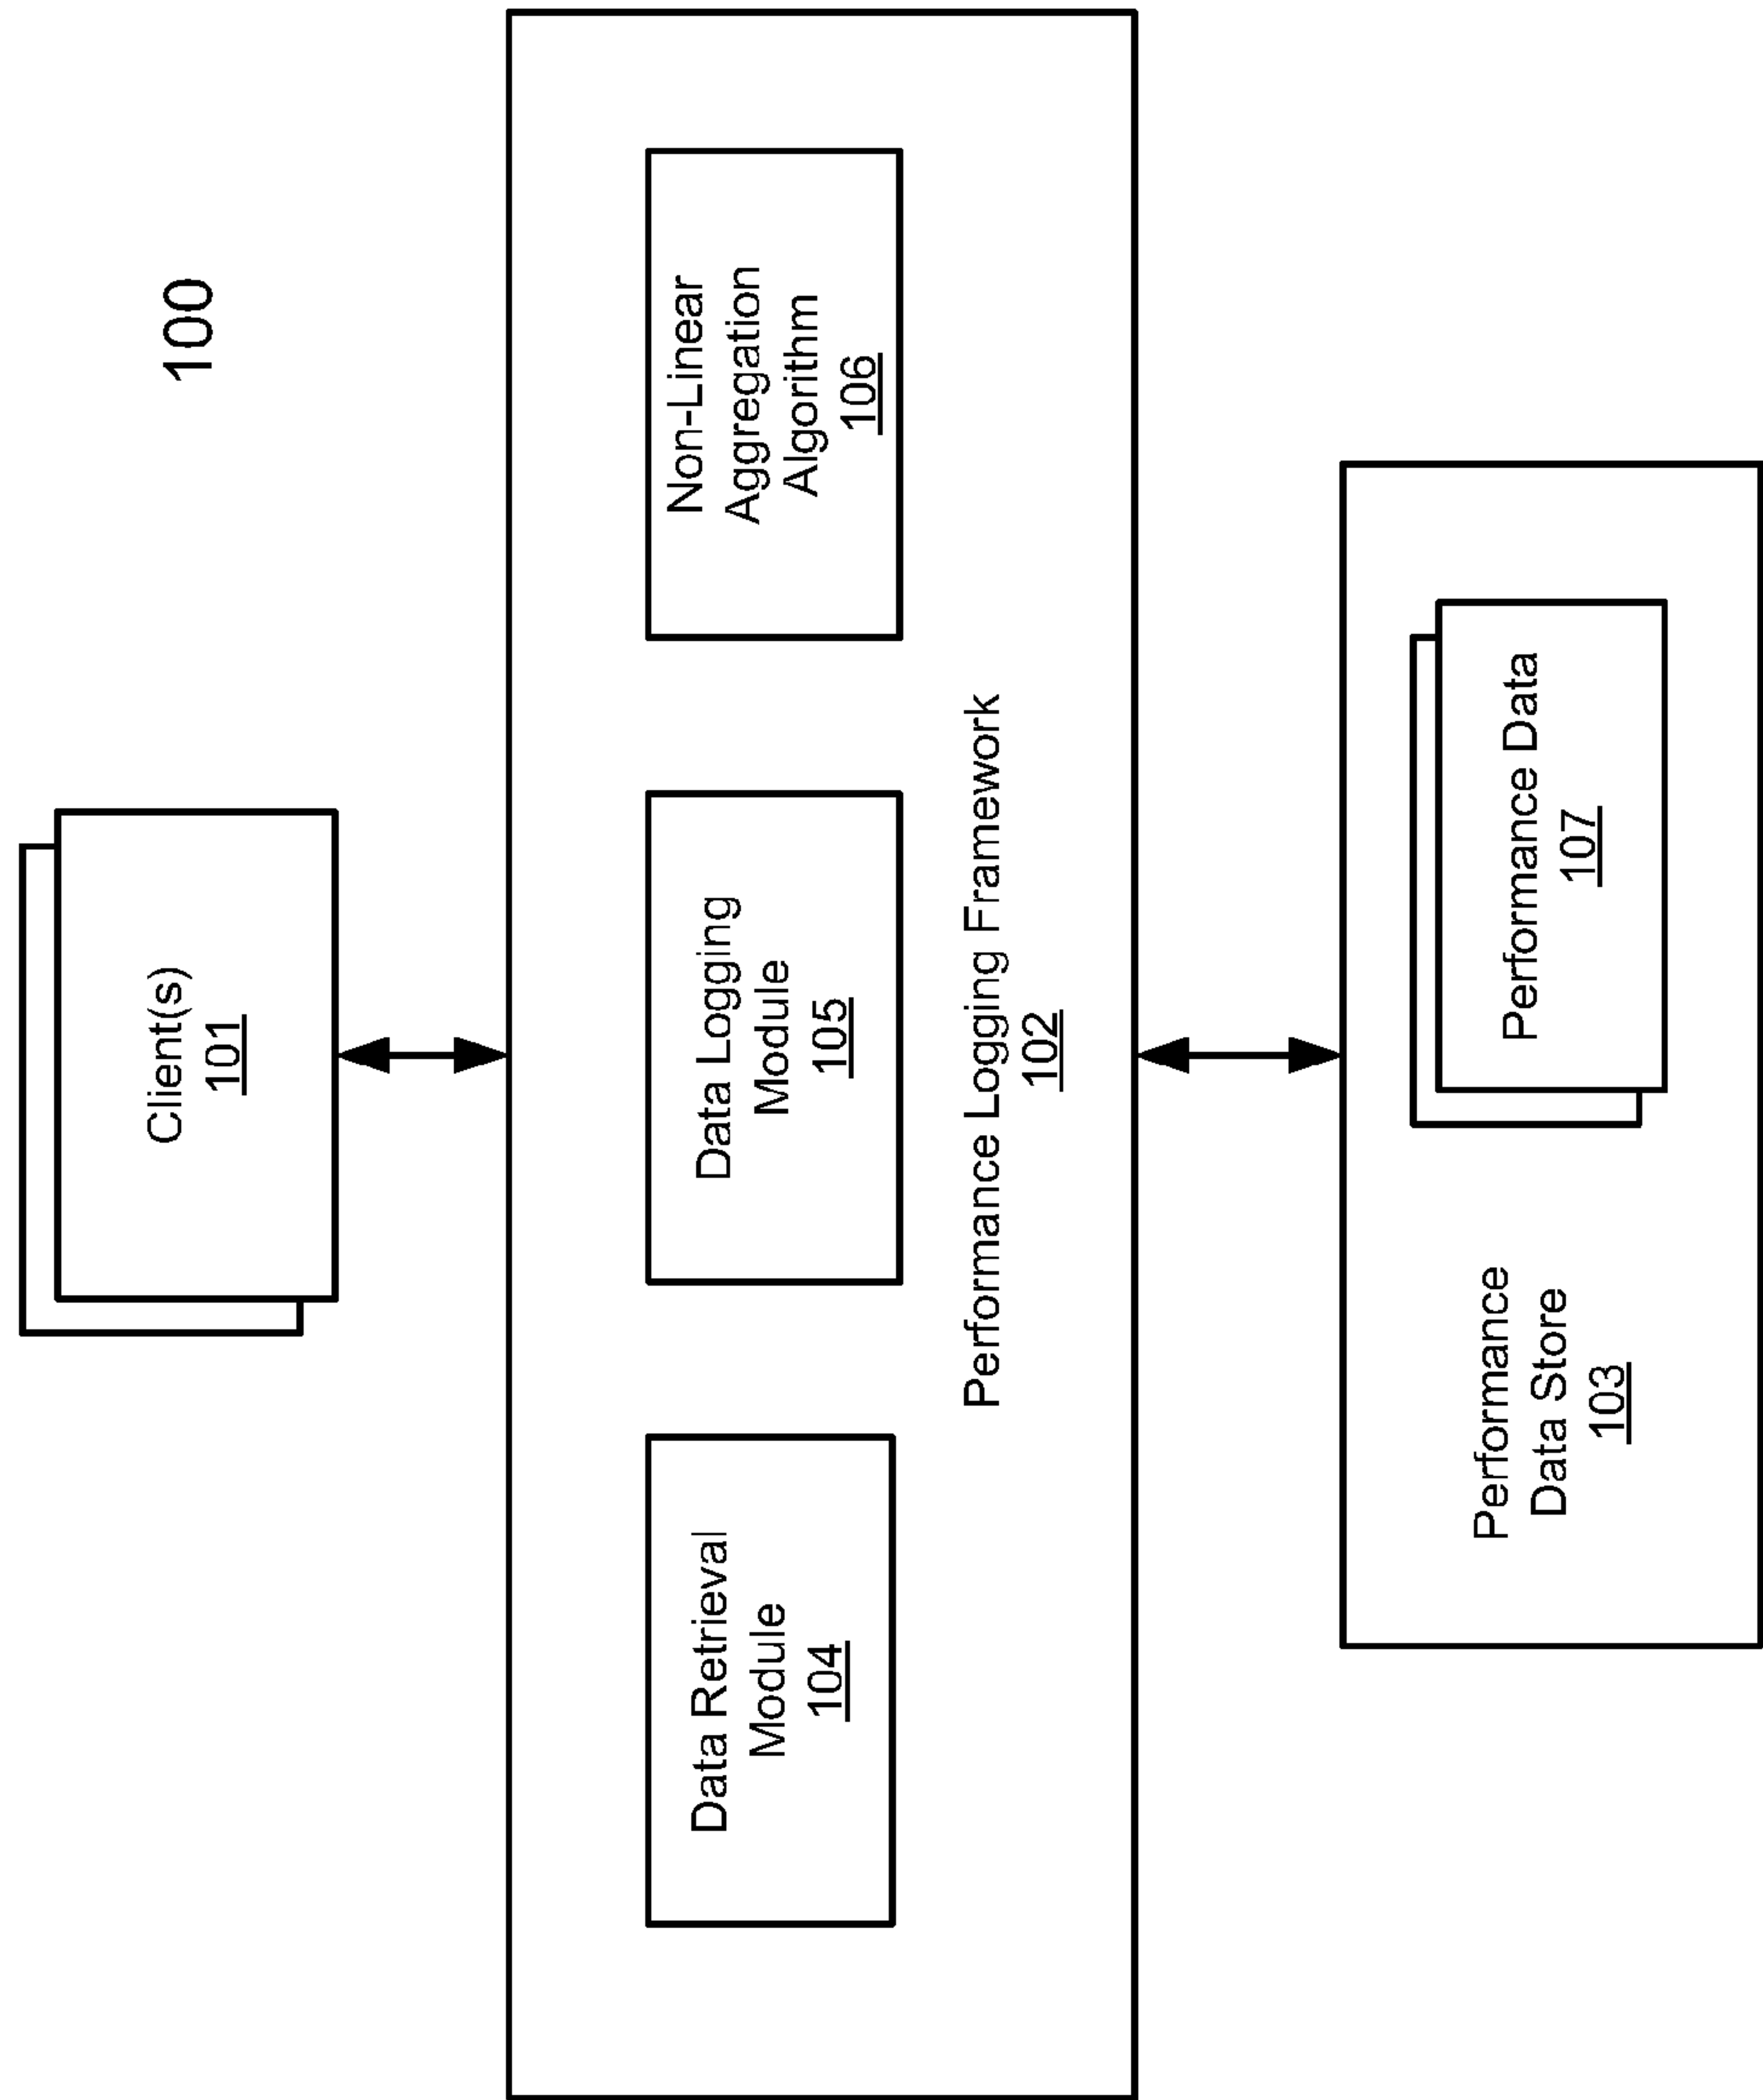 100
Client(s)
101
Data Retrieval
Module
104
Data Logging
Module
105
Non-Linear
Aggregation
Algorithm
106
Performance Logging Framework
102
Performance
Data Store
103
Performance Data
107